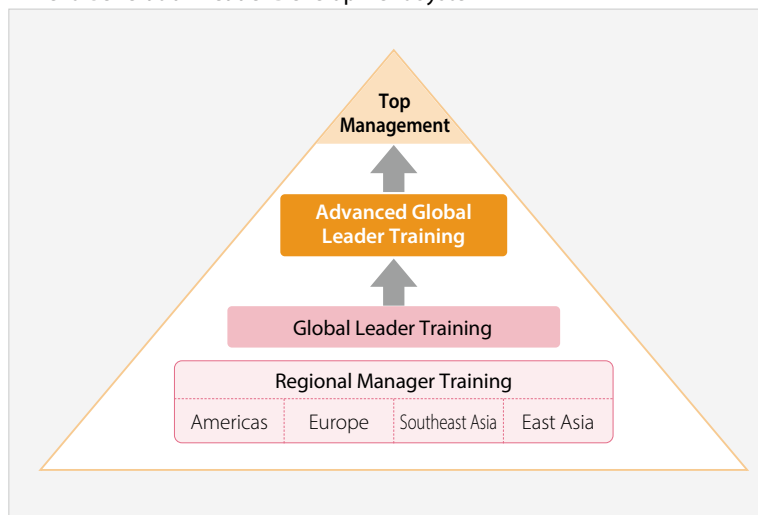 Top
Management
Advanced Global
Leader Training
Global Leader Training
Regional Manager Training
Americas
Europe
Southeast Asia
East Asia